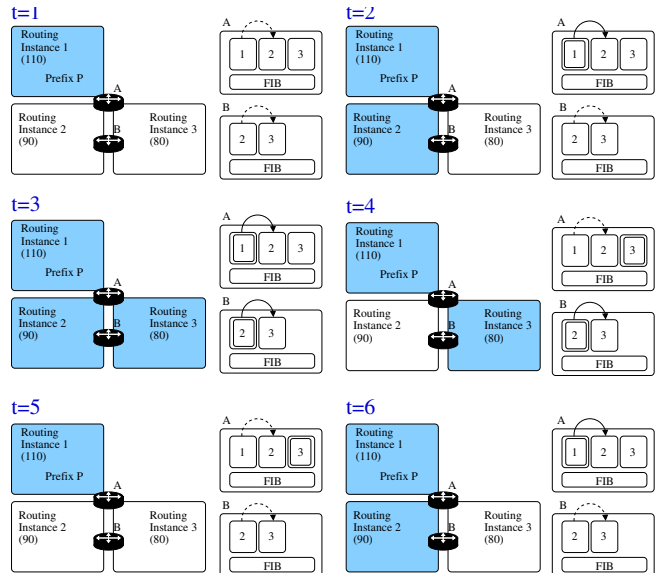 t=1
Routing
Instance 1
(110)
Prefix P
A
Routing
Instance 2
(90)
B
Routing
Instance 3
(80)
A
1 2 3
FIB
B
2 3
FIB
t=2
Routing
Instance 1
(110)
Prefix P
A
Routing
Instance 2
(90)
B
Routing
Instance 3
(80)
A
1 2 3
FIB
B
2 3
FIB
t=3
Routing
Instance 1
(110)
Prefix P
A
Routing
Instance 2
(90)
B
Routing
Instance 3
(80)
A
1 2 3
FIB
B
2 3
FIB
t=4
Routing
Instance 1
(110)
Prefix P
A
Routing
Instance 2
(90)
B
Routing
Instance 3
(80)
A
1 2 3
FIB
B
2 3
FIB
t=5
Routing
Instance 1
(110)
Prefix P
A
Routing
Instance 2
(90)
B
Routing
Instance 3
(80)
A
1 2 3
FIB
B
2 3
FIB
t=6
Routing
Instance 1
(110)
Prefix P
A
Routing
Instance 2
(90)
B
Routing
Instance 3
(80)
A
1 2 3
FIB
B
2 3
FIB